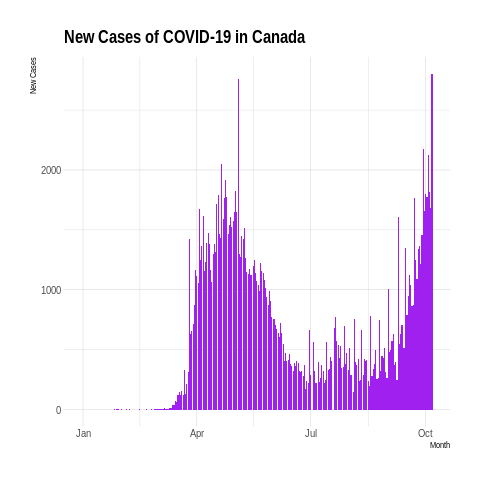 New Cases of COVID-19 in Canada
New Cases
2000
1000
0
Jan Apr Jul Oct
Month